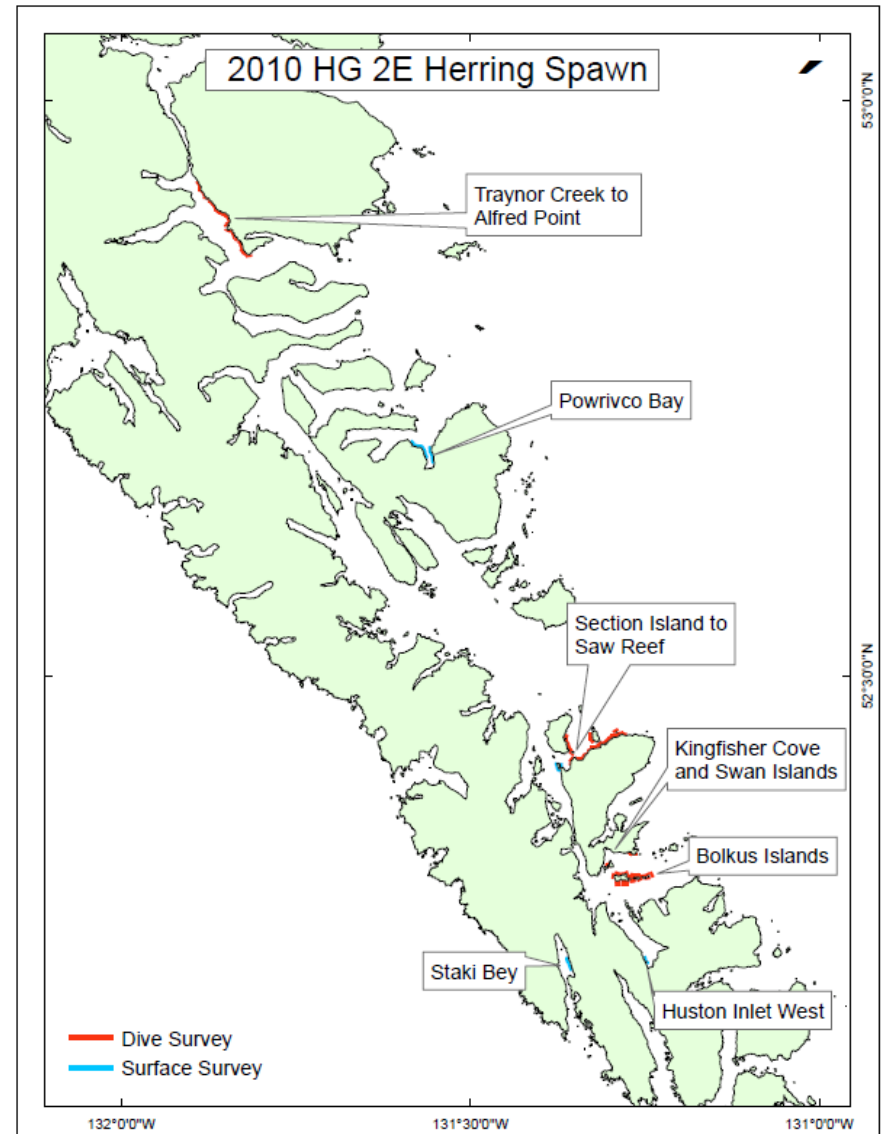 2010 HG 2E Herring Spawn
53°0'0"N
Traynor Creek to
Alfred Point
Powrivco Bay
Section Island to
Saw Reef
52°30'0"N
Kingfisher Cove
and Swan Islands
Bolkus Islands
Staki Bey
Huston Inlet West
Dive Survey
Surface Survey
132°0'0"W
131°30'0"W
131°0'0"W